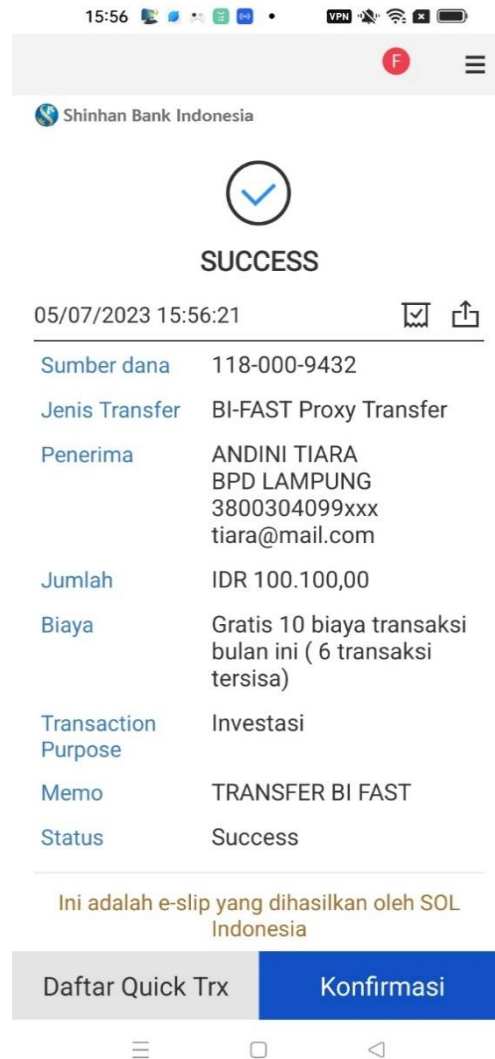 15:56
VPN
F
Shinhan Bank Indonesia
SUCCESS
05/07/2023 15:56:21
Sumber dana 118-000-9432
Jenis Transfer BI-FAST Proxy Transfer
Penerima ANDINI TIARA
BPD LAMPUNG
3800304099xxx
tiara@mail.com
Jumlah IDR 100.100,00
Biaya Gratis 10 biaya transaksi
bulan ini ( 6 transaksi
tersisa)
Transaction Investasi
Purpose
Memo TRANSFER BI FAST
Status Success
Ini adalah e-slip yang dihasilkan oleh SOL
Indonesia
Daftar Quick Trx Konfirmasi